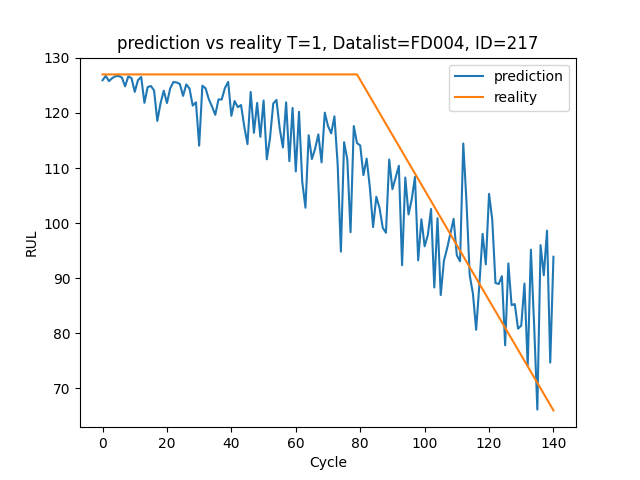 prediction vs reality T=1, Datalist=FD004, ID=217
prediction
reality
RUL
130
120
110
100
90
80
70
0 20 40 60 80 100 120 140
Cycle